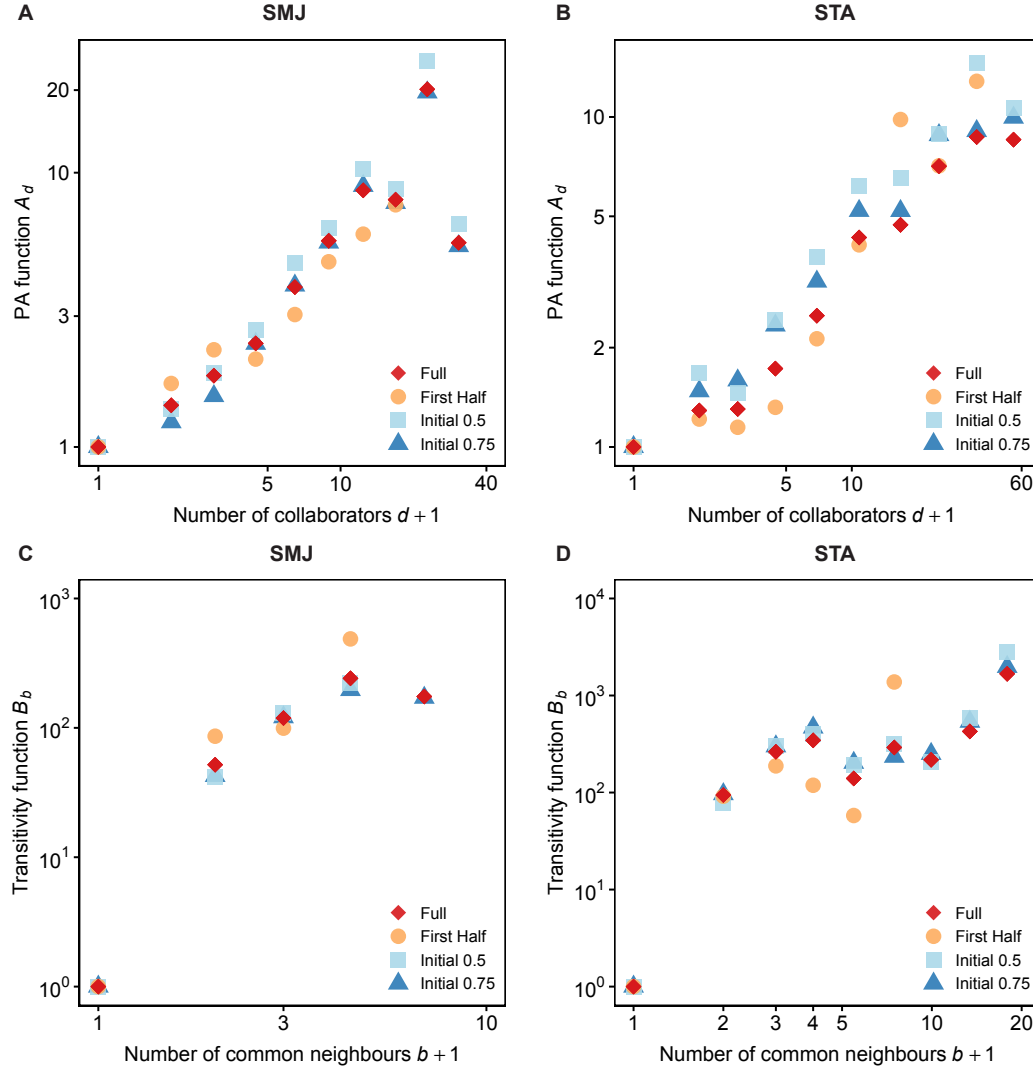 A
SMJ
PA function A_d
20
10
3
1
Full
First Half
Initial 0.5
Initial 0.75
1
5
10
40
Number of collaborators d + 1
B
STA
PA function A_d
10
5
2
1
Full
First Half
Initial 0.5
Initial 0.75
1
5
10
60
Number of collaborators d + 1
C
SMJ
Transitivity function B_b
10^3
10^2
10^1
10^0
Full
First Half
Initial 0.5
Initial 0.75
1
3
10
Number of common neighbours b + 1
D
STA
Transitivity function B_b
10^4
10^3
10^2
10^1
10^0
Full
First Half
Initial 0.5
Initial 0.75
1
2
3
4
5
10
20
Number of common neighbours b + 1